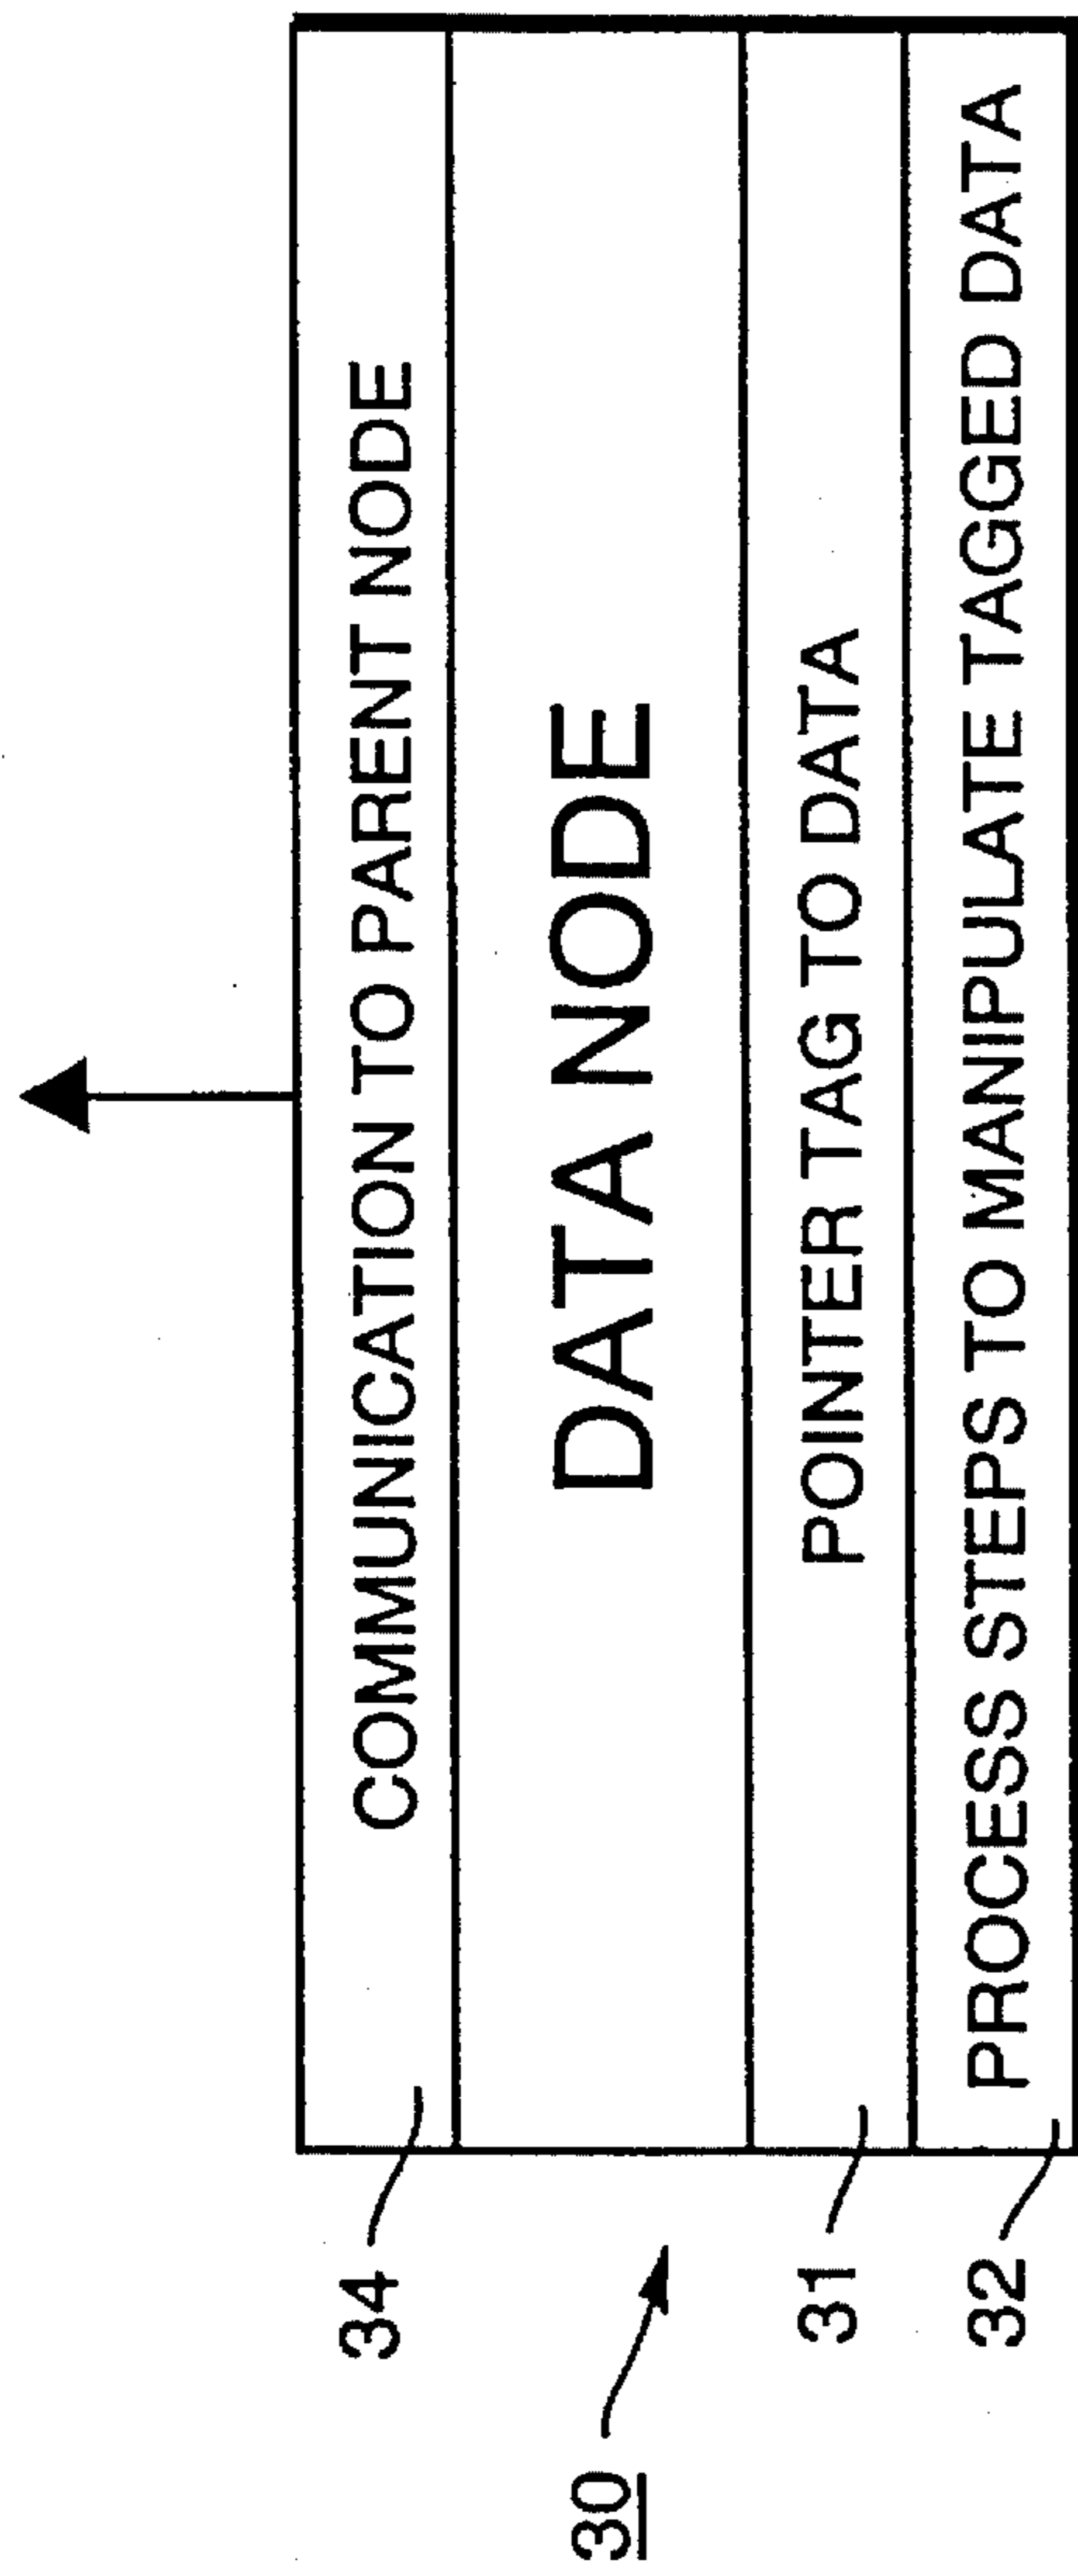 34
COMMUNICATION TO PARENT NODE
30
DATA NODE
31
POINTER TAG TO DATA
32
PROCESS STEPS TO MANIPULATE TAGGED DATA